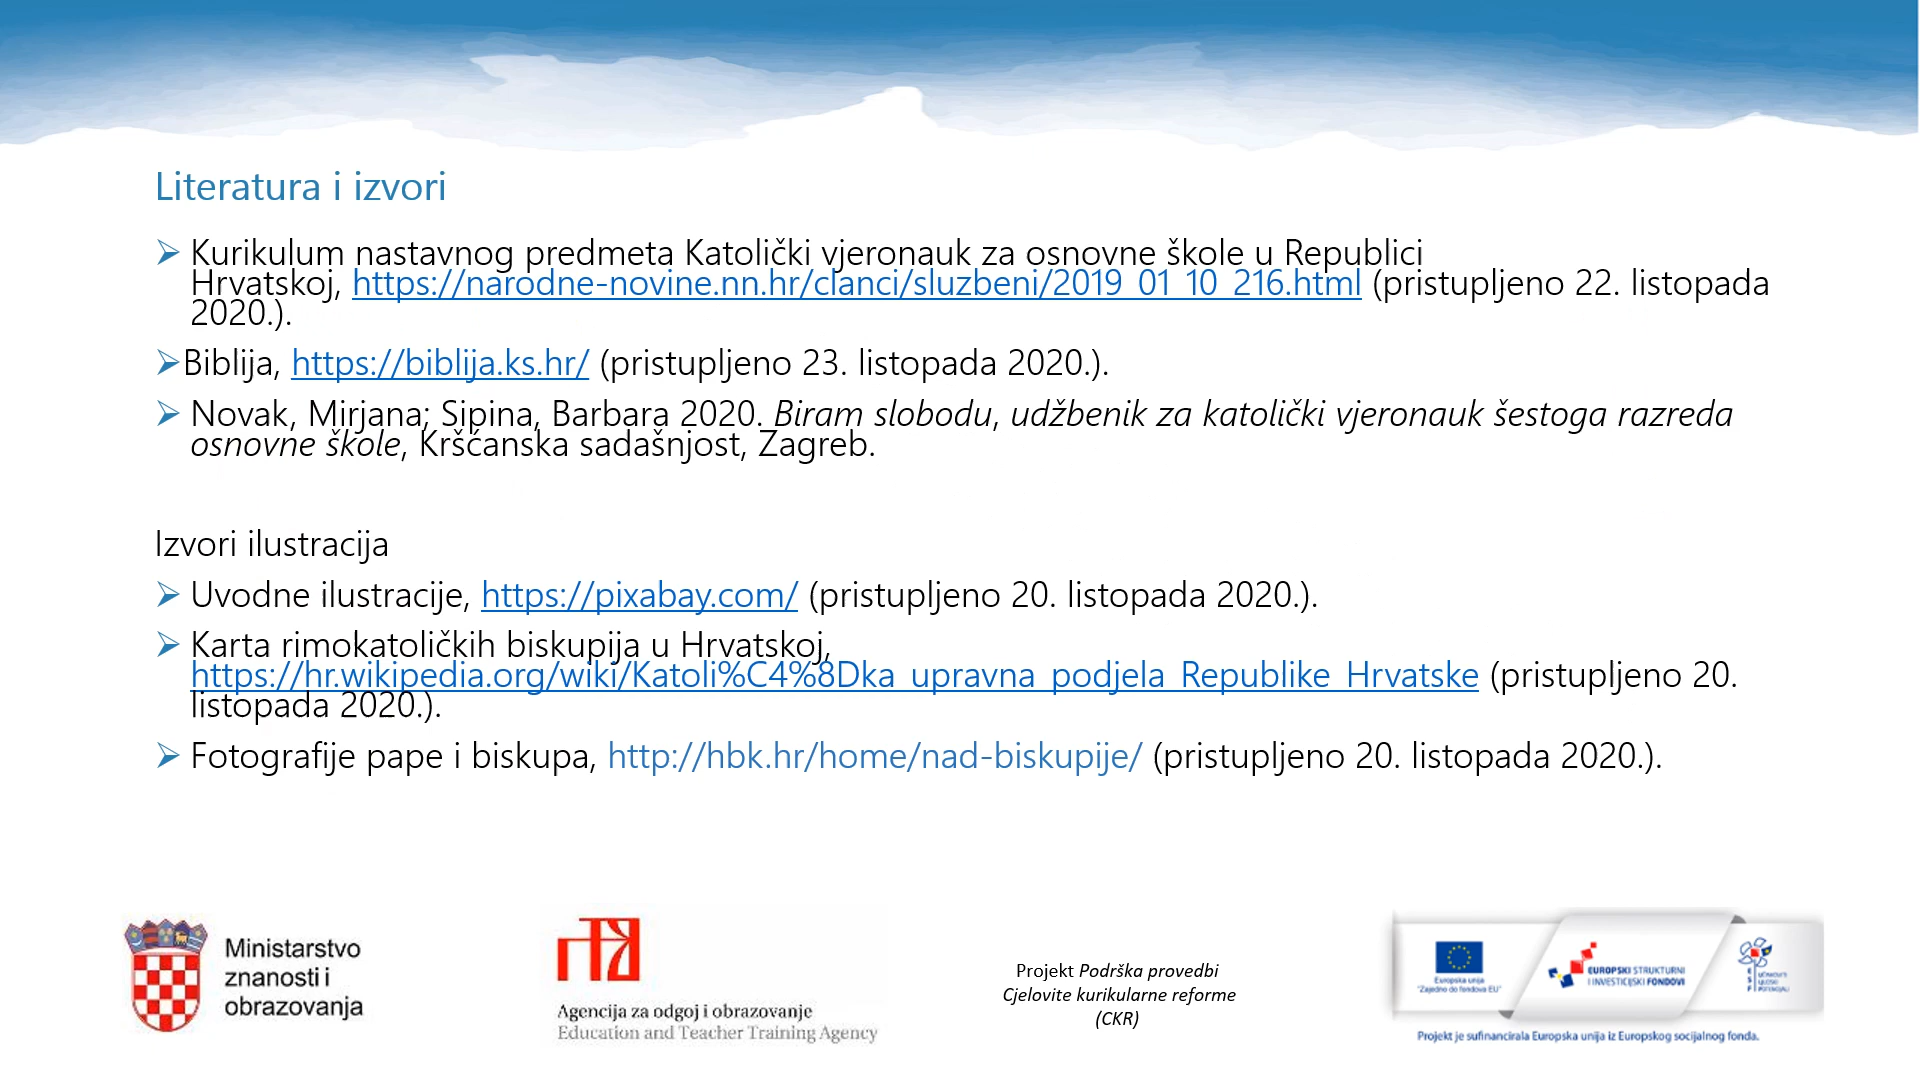 Literatura i izvori
Kurikulum nastavnog predmeta Katolički vjeronauk za osnovne škole u Republici
Hrvatskoj, https://narodne-novine.nn.hr/clanci/sluzbeni/2019_01_10_216.html (pristupljeno 22. listopada
2020.).
Biblija, https://biblija.ks.hr/ (pristupljeno 23. listopada 2020.).
Novak, Mirjana; Sipina, Barbara 2020. Biram slobodu, udžbenik za katolički vjeronauk šestoga razreda
osnovne škole, Kršćanska sadašnjost, Zagreb.
Izvori ilustracija
Uvodne ilustracije, https://pixabay.com/ (pristupljeno 20. listopada 2020.).
Karta rimokatoličkih biskupija u Hrvatskoj,
https://hr.wikipedia.org/wiki/Katoli%C4%8Dka_upravna_podjela_Republike_Hrvatske (pristupljeno 20.
listopada 2020.).
Fotografije pape i biskupa, http://hbk.hr/home/nad-biskupije/ (pristupljeno 20. listopada 2020.).
Ministarstvo
znanosti i
obrazovanja
Agencija za odgoj i obrazovanje
Education and Teacher Training Agency
Projekt Podrška provedbi
Cjelovite kurikularne reforme
(CKR)
Europska unija
"Zajedno do fondova EU"
EUROPSKI STRUKTURNI
I INVESTICIJSKI FONDOVI
Projekt je sufinancirala Europska unija iz Europskog socijalnog fonda.